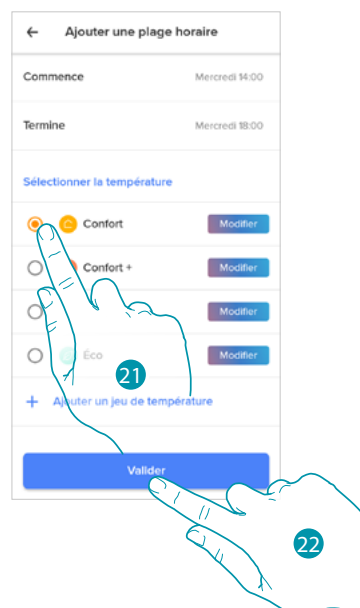 ← Ajouter une plage horaire
Commence Mercredi 14:00
Termine Mercredi 18:00
Sélectionner la température
Confort Modifier
Confort + Modifier
Modifier
Éco Modifier
+ Ajouter un jeu de température
21
Valider
22